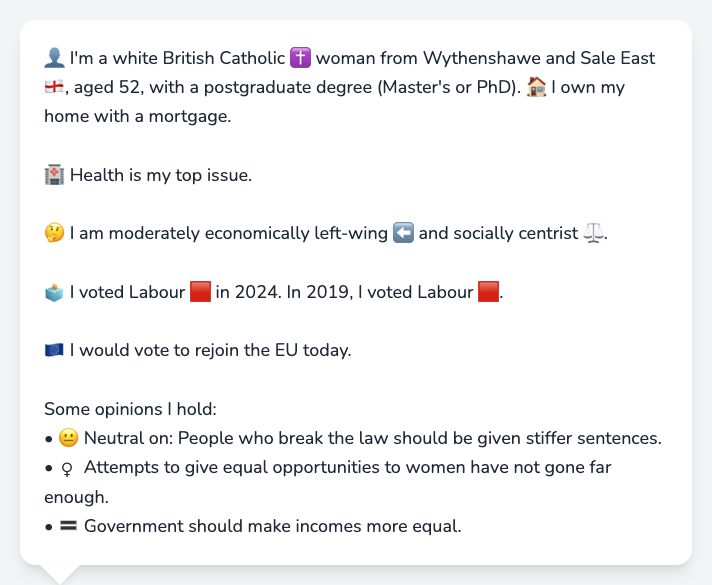 👤 I'm a white British Catholic ✝️ woman from Wythenshawe and Sale East
🏴󠁧󠁢󠁥󠁮󠁧󠁿, aged 52, with a postgraduate degree (Master's or PhD). 🏠 I own my
home with a mortgage.
🏥 Health is my top issue.
🤔 I am moderately economically left-wing ⬅️ and socially centrist ⚖️.
🗳️ I voted Labour 🟥 in 2024. In 2019, I voted Labour 🟥.
🇪🇺 I would vote to rejoin the EU today.
Some opinions I hold:
• 😐 Neutral on: People who break the law should be given stiffer sentences.
• ♀ Attempts to give equal opportunities to women have not gone far
enough.
• 🟰 Government should make incomes more equal.